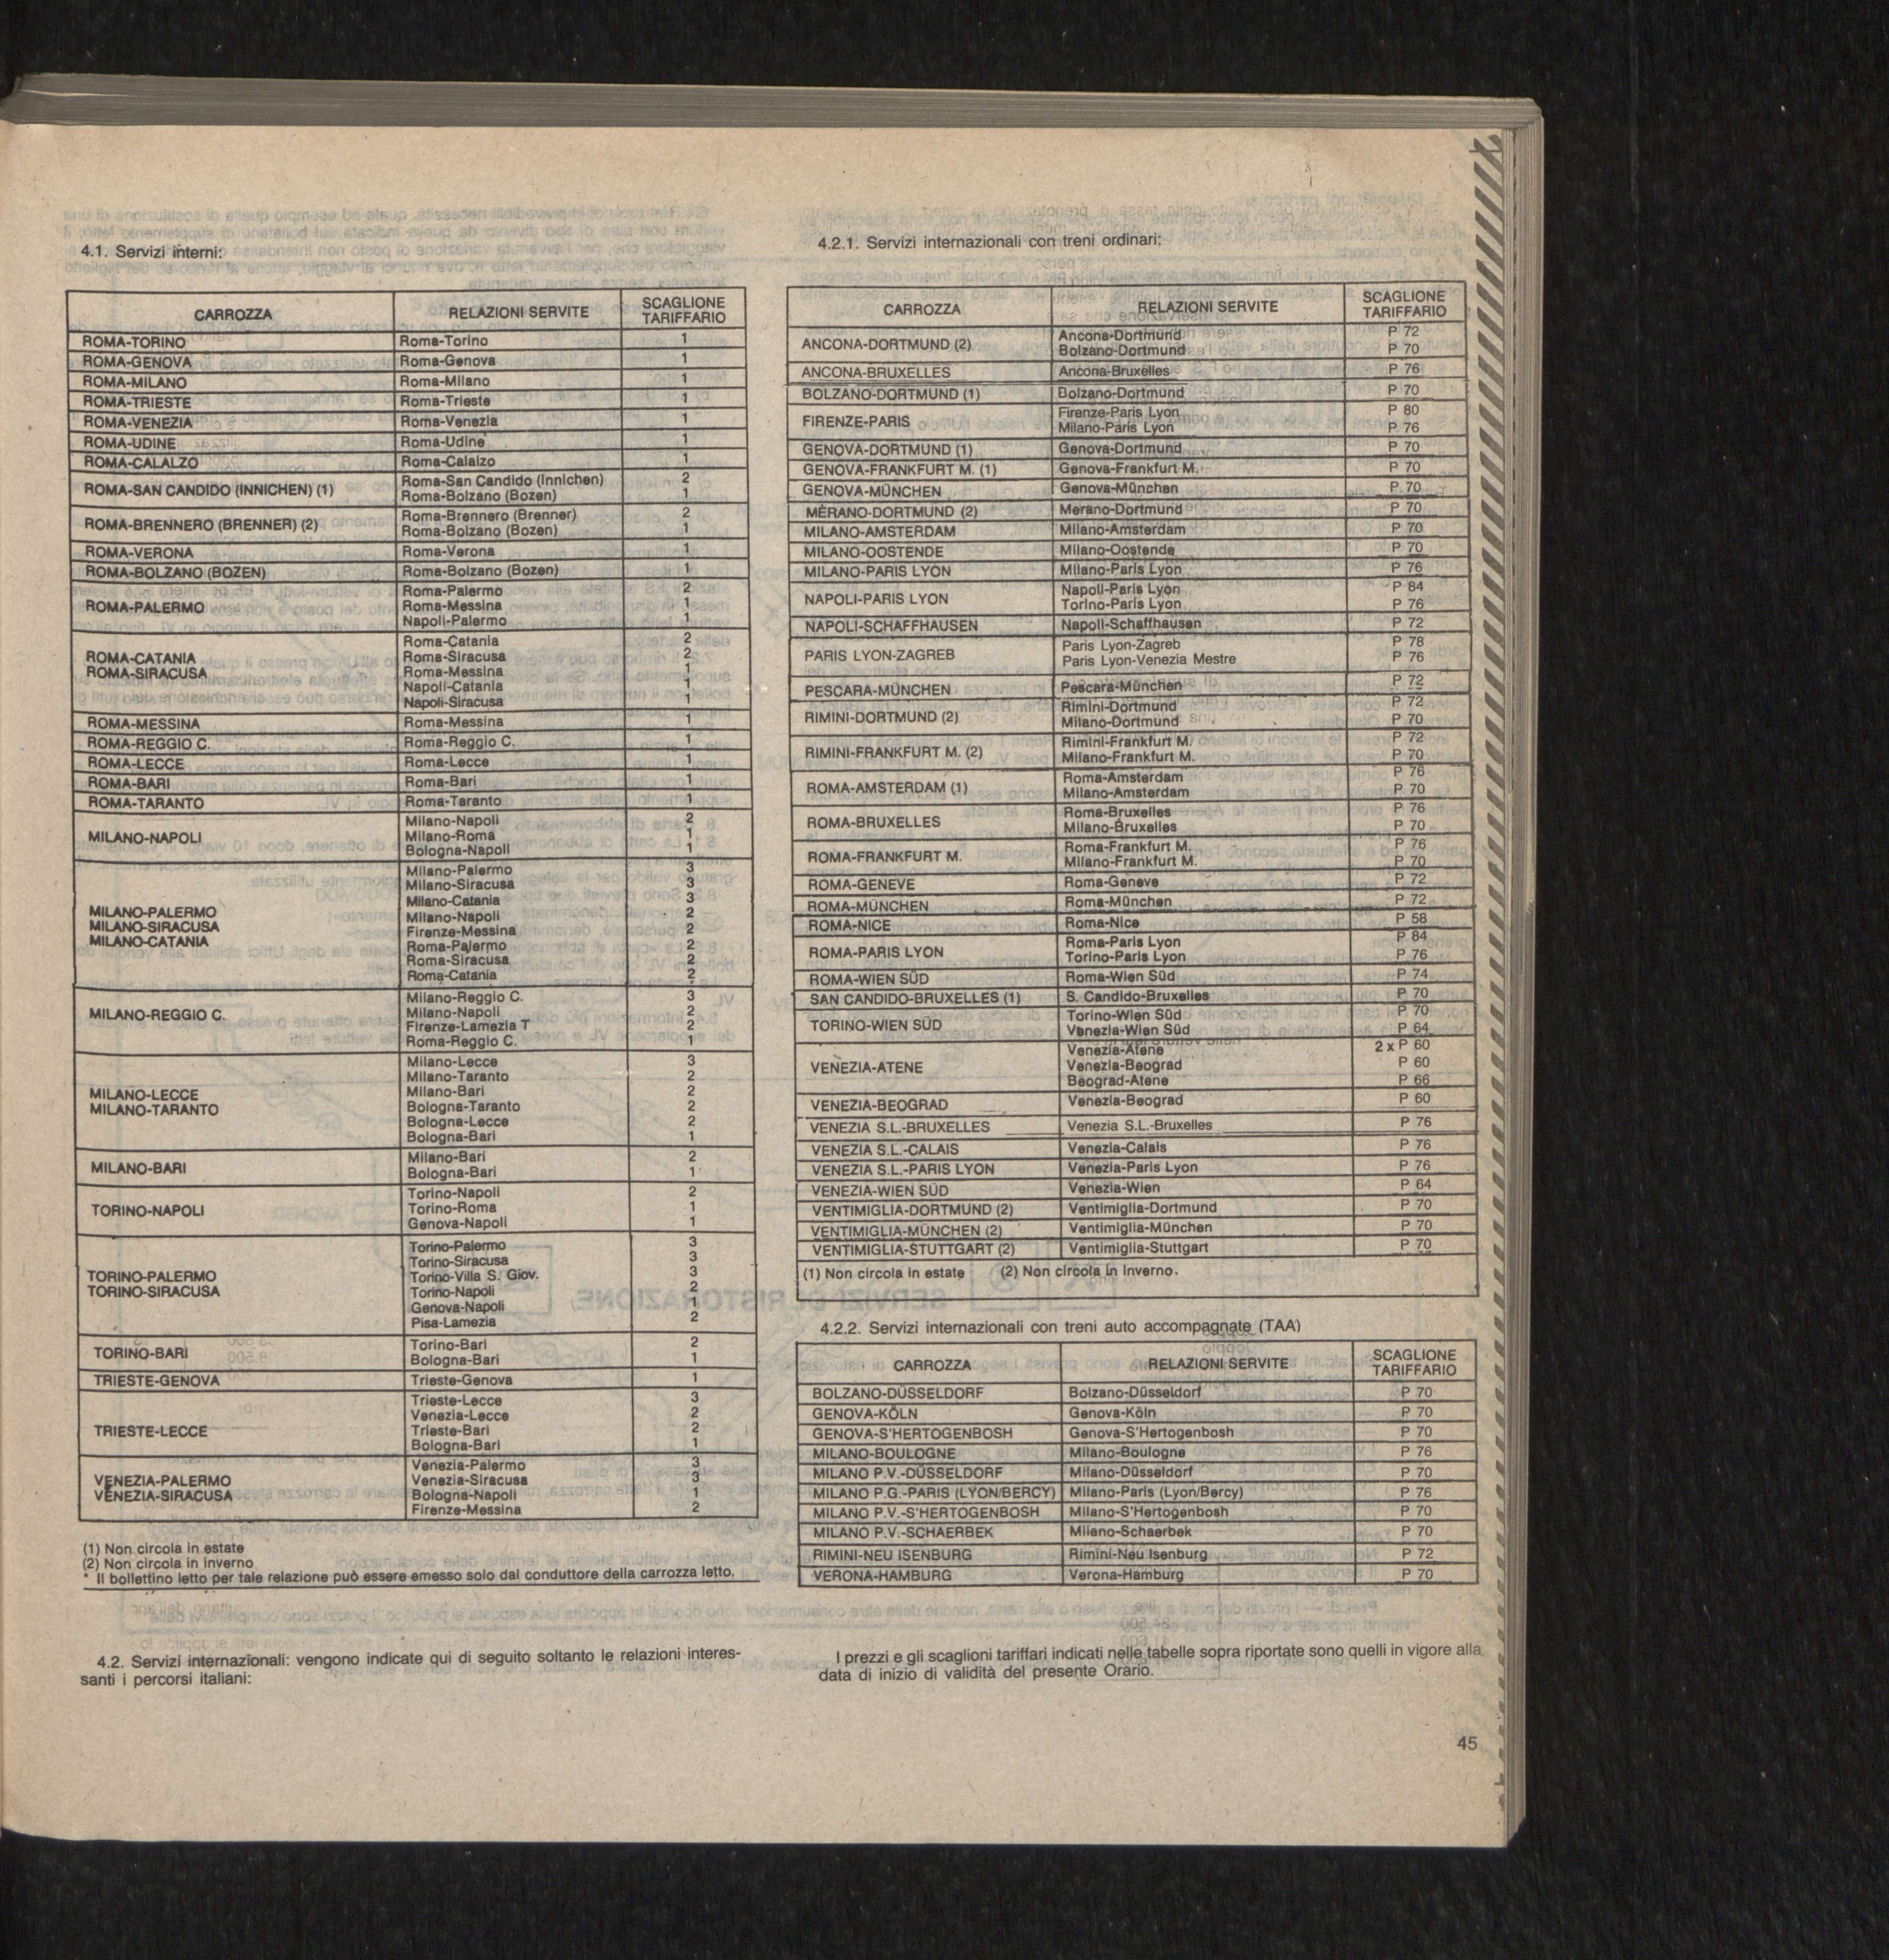 4.1. Servizi interni:
CARROZZA RELAZIONI SERVITE SCAGLIONE TARIFFARIO
ROMA-TORINO Roma-Torino 1
ROMA-GENOVA Roma-Genova 1
ROMA-MILANO Roma-Milano 1
ROMA-TRIESTE Roma-Trieste 1
ROMA-VENEZIA Roma-Venezia 1
ROMA-UDINE Roma-Udine 1
ROMA-CALALZO Roma-Calalzo 1
ROMA-SAN CANDIDO (INNICHEN) (1) Roma-San Candido (Innichen) 2
Roma-Bolzano (Bozen) 1
ROMA-BRENNERO (BRENNER) (2) Roma-Brennero (Brenner) 2
Roma-Bolzano (Bozen) 1
ROMA-VERONA Roma-Verona 1
ROMA-BOLZANO (BOZEN) Roma-Bolzano (Bozen) 1
ROMA-PALERMO Roma-Palermo 2
Roma-Messina 1
Napoli-Palermo 1
ROMA-CATANIA
ROMA-SIRACUSA
Roma-Catania 2
Roma-Siracusa 2
Roma-Messina 1
Napoli-Catania 1
Napoli-Siracusa 1
ROMA-MESSINA Roma-Messina 1
ROMA-REGGIO C. Roma-Reggio C. 1
ROMA-LECCE Roma-Lecce 1
ROMA-BARI Roma-Bari 1
ROMA-TARANTO Roma-Taranto 1
MILANO-NAPOLI Milano-Napoli 2
Milano-Roma 1
Bologna-Napoli 1
MILANO-PALERMO
MILANO-SIRACUSA
MILANO-CATANIA
Milano-Palermo 3
Milano-Siracusa 3
Milano-Catania 3
Milano-Napoli 2
Firenze-Messina 2
Roma-Palermo 2
Roma-Siracusa 2
Roma-Catania 2
MILANO-REGGIO C. Milano-Reggio C. 3
Milano-Napoli 2
Firenze-Lamezia T 2
Roma-Reggio C. 1
MILANO-LECCE
MILANO-TARANTO
Milano-Lecce 3
Milano-Taranto 2
Milano-Bari 2
Bologna-Taranto 2
Bologna-Lecce 2
Bologna-Bari 1
MILANO-BARI Milano-Bari 2
Bologna-Bari 1
TORINO-NAPOLI Torino-Napoli 2
Torino-Roma 1
Genova-Napoli 1
TORINO-PALERMO
TORINO-SIRACUSA
Torino-Palermo 3
Torino-Siracusa 3
Torino-Villa S. Giov. 3
Torino-Napoli 2
Genova-Napoli 1
Pisa-Lamezia 2
TORINO-BARI Torino-Bari 2
Bologna-Bari 1
TRIESTE-GENOVA Trieste-Genova 1
TRIESTE-LECCE Trieste-Lecce 3
Venezia-Lecce 2
Trieste-Bari 2
Bologna-Bari 1
VENEZIA-PALERMO
VENEZIA-SIRACUSA
Venezia-Palermo 3
Venezia-Siracusa 3
Bologna-Napoli 1
Firenze-Messina 2
(1) Non circola in estate
(2) Non circola in inverno
* Il bollettino letto per tale relazione può essere emesso solo dal conduttore della carrozza letto.
4.2. Servizi internazionali: vengono indicate qui di seguito soltanto le relazioni interes-
santi i percorsi italiani:
4.2.1. Servizi internazionali con treni ordinari:
CARROZZA RELAZIONI SERVITE SCAGLIONE TARIFFARIO
ANCONA-DORTMUND (2) Ancona-Dortmund P 72
Bolzano-Dortmund P 70
ANCONA-BRUXELLES Ancona-Bruxelles P 76
BOLZANO-DORTMUND (1) Bolzano-Dortmund P 70
FIRENZE-PARIS Firenze-Paris Lyon P 80
Milano-Paris Lyon P 76
GENOVA-DORTMUND (1) Genova-Dortmund P 70
GENOVA-FRANKFURT M. (1) Genova-Frankfurt M. P 70
GENOVA-MÜNCHEN Genova-München P 70
MERANO-DORTMUND (2) Merano-Dortmund P 70
MILANO-AMSTERDAM Milano-Amsterdam P 70
MILANO-OOSTENDE Milano-Oostende P 70
MILANO-PARIS LYON Milano-Paris Lyon P 76
NAPOLI-PARIS LYON Napoli-Paris Lyon P 84
Torino-Paris Lyon P 76
NAPOLI-SCHAFFHAUSEN Napoli-Schaffhausen P 72
PARIS LYON-ZAGREB Paris Lyon-Zagreb P 78
Paris Lyon-Venezia Mestre P 76
PESCARA-MÜNCHEN Pescara-München P 72
RIMINI-DORTMUND (2) Rimini-Dortmund P 72
Milano-Dortmund P 70
RIMINI-FRANKFURT M. (2) Rimini-Frankfurt M. P 72
Milano-Frankfurt M. P 70
ROMA-AMSTERDAM (1) Roma-Amsterdam P 76
Milano-Amsterdam P 70
ROMA-BRUXELLES Roma-Bruxelles P 76
Milano-Bruxelles P 70
ROMA-FRANKFURT M. Roma-Frankfurt M. P 76
Milano-Frankfurt M. P 70
ROMA-GENEVE Roma-Geneve P 72
ROMA-MÜNCHEN Roma-München P 72
ROMA-NICE Roma-Nice P 58
ROMA-PARIS LYON Roma-Paris Lyon P 84
Torino-Paris Lyon P 76
ROMA-WIEN SÜD Roma-Wien Süd P 74
SAN CANDIDO-BRUXELLES (1) S. Candido-Bruxelles P 70
TORINO-WIEN SÜD Torino-Wien Süd P 70
Venezia-Wien Süd P 64
VENEZIA-ATENE Venezia-Atene 2 x P 60
Venezia-Beograd P 60
Beograd-Atene P 66
VENEZIA-BEOGRAD Venezia-Beograd P 60
VENEZIA S.L.-BRUXELLES Venezia S.L.-Bruxelles P 76
VENEZIA S.L.-CALAIS Venezia-Calais P 76
VENEZIA S.L.-PARIS LYON Venezia-Paris Lyon P 76
VENEZIA-WIEN SÜD Venezia-Wien P 64
VENTIMIGLIA-DORTMUND (2) Ventimiglia-Dortmund P 70
VENTIMIGLIA-MÜNCHEN (2) Ventimiglia-München P 70
VENTIMIGLIA-STUTTGART (2) Ventimiglia-Stuttgart P 70
(1) Non circola in estate (2) Non circola in inverno.
4.2.2. Servizi internazionali con treni auto accompagnate (TAA)
CARROZZA RELAZIONI SERVITE SCAGLIONE TARIFFARIO
BOLZANO-DÜSSELDORF Bolzano-Düsseldorf P 70
GENOVA-KÖLN Genova-Köln P 70
GENOVA-S'HERTOGENBOSH Genova-S'Hertogenbosh P 70
MILANO-BOULOGNE Milano-Boulogne P 76
MILANO P.V.-DÜSSELDORF Milano-Düsseldorf P 70
MILANO P.G.-PARIS (LYON/BERCY) Milano-Paris (Lyon/Bercy) P 76
MILANO P.V.-S'HERTOGENBOSH Milano-S'Hertogenbosh P 70
MILANO P.V.-SCHAERBEK Milano-Schaerbek P 70
RIMINI-NEU ISENBURG Rimini-Neu Isenburg P 72
VERONA-HAMBURG Verona-Hamburg P 70
I prezzi e gli scaglioni tariffari indicati nelle tabelle sopra riportate sono quelli in vigore alla
data di inizio di validità del presente Orario.
45